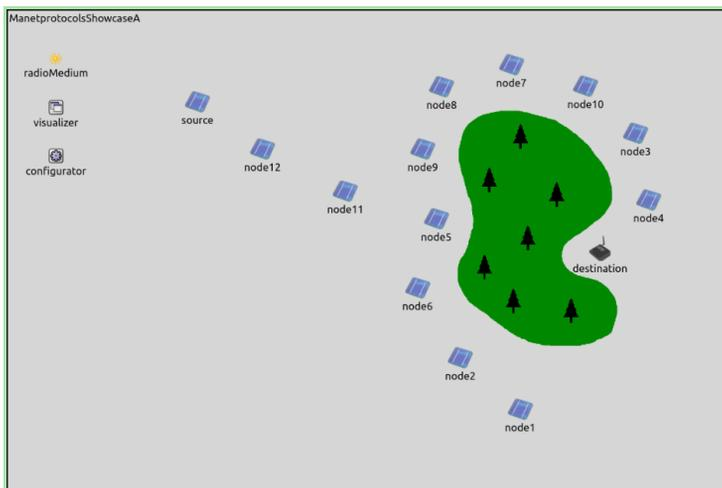 ManetprotocolsShowcaseA
radioMedium
visualizer
configurator
source
node12
node11
node8
node7
node10
node9
node3
node5
node4
destination
node6
node2
node1